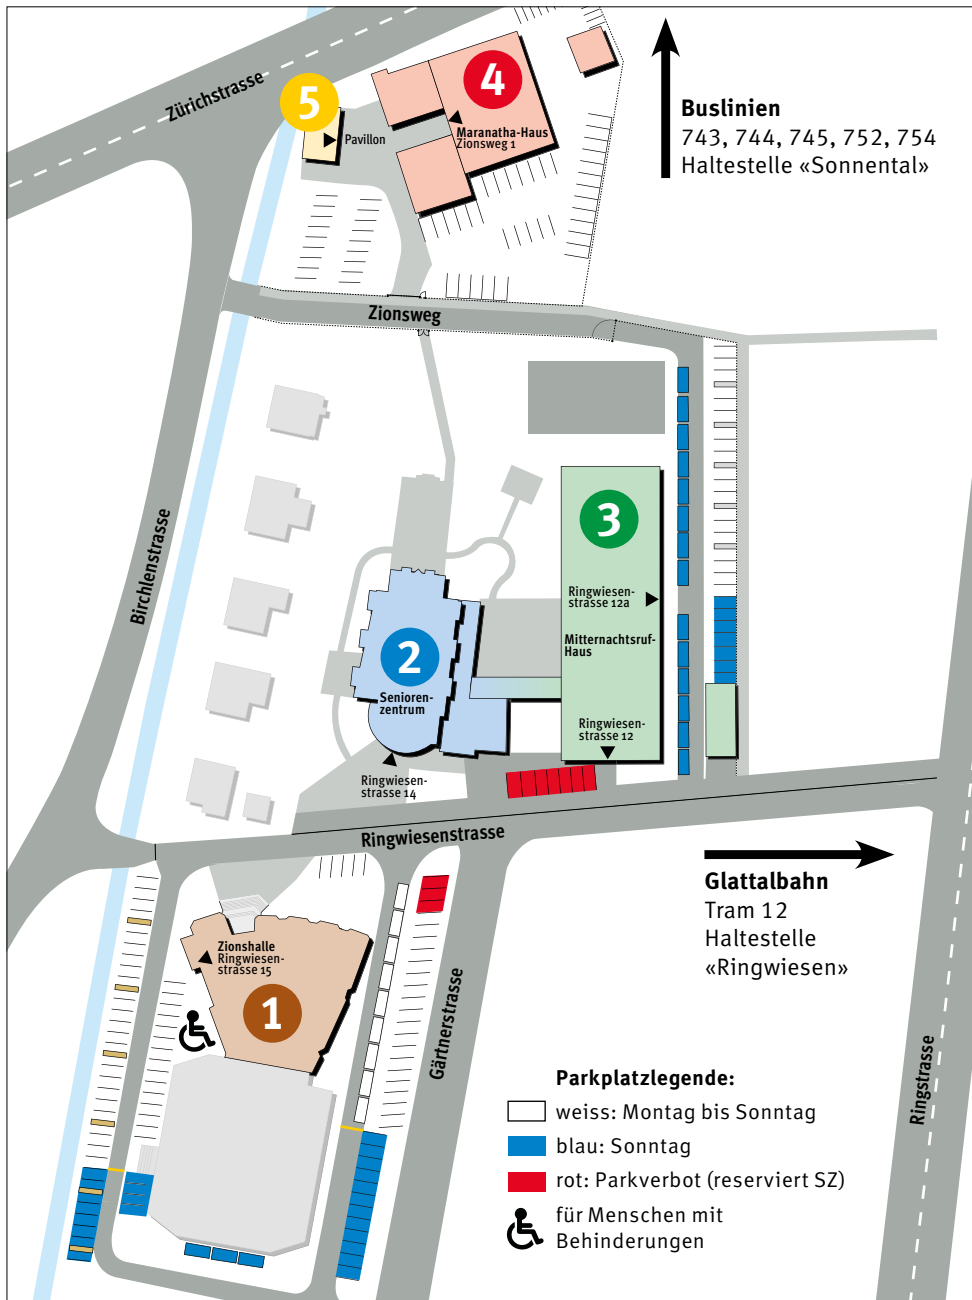 Zürichstrasse
5
Pavillon
4
Maranatha-Haus
Zionsweg 1
Buslinien
743, 744, 745, 752, 754
Haltestelle «Sonnental»
Zionsweg
Birchlenstrasse
3
Ringwiesen-
strasse 12a
Mitternachtsruf-
Haus
Ringwiesen-
strasse 12
2
Senioren-
zentrum
Ringwiesen-
strasse 14
Ringwiesenstrasse
Glattalbahn
Tram 12
Haltestelle
«Ringwiesen»
Zionshalle
Ringwiesen-
strasse 15
1
Gärtnerstrasse
Ringstrasse
Parkplatzlegende:
weiss: Montag bis Sonntag
blau: Sonntag
rot: Parkverbot (reserviert SZ)
für Menschen mit
Behinderungen